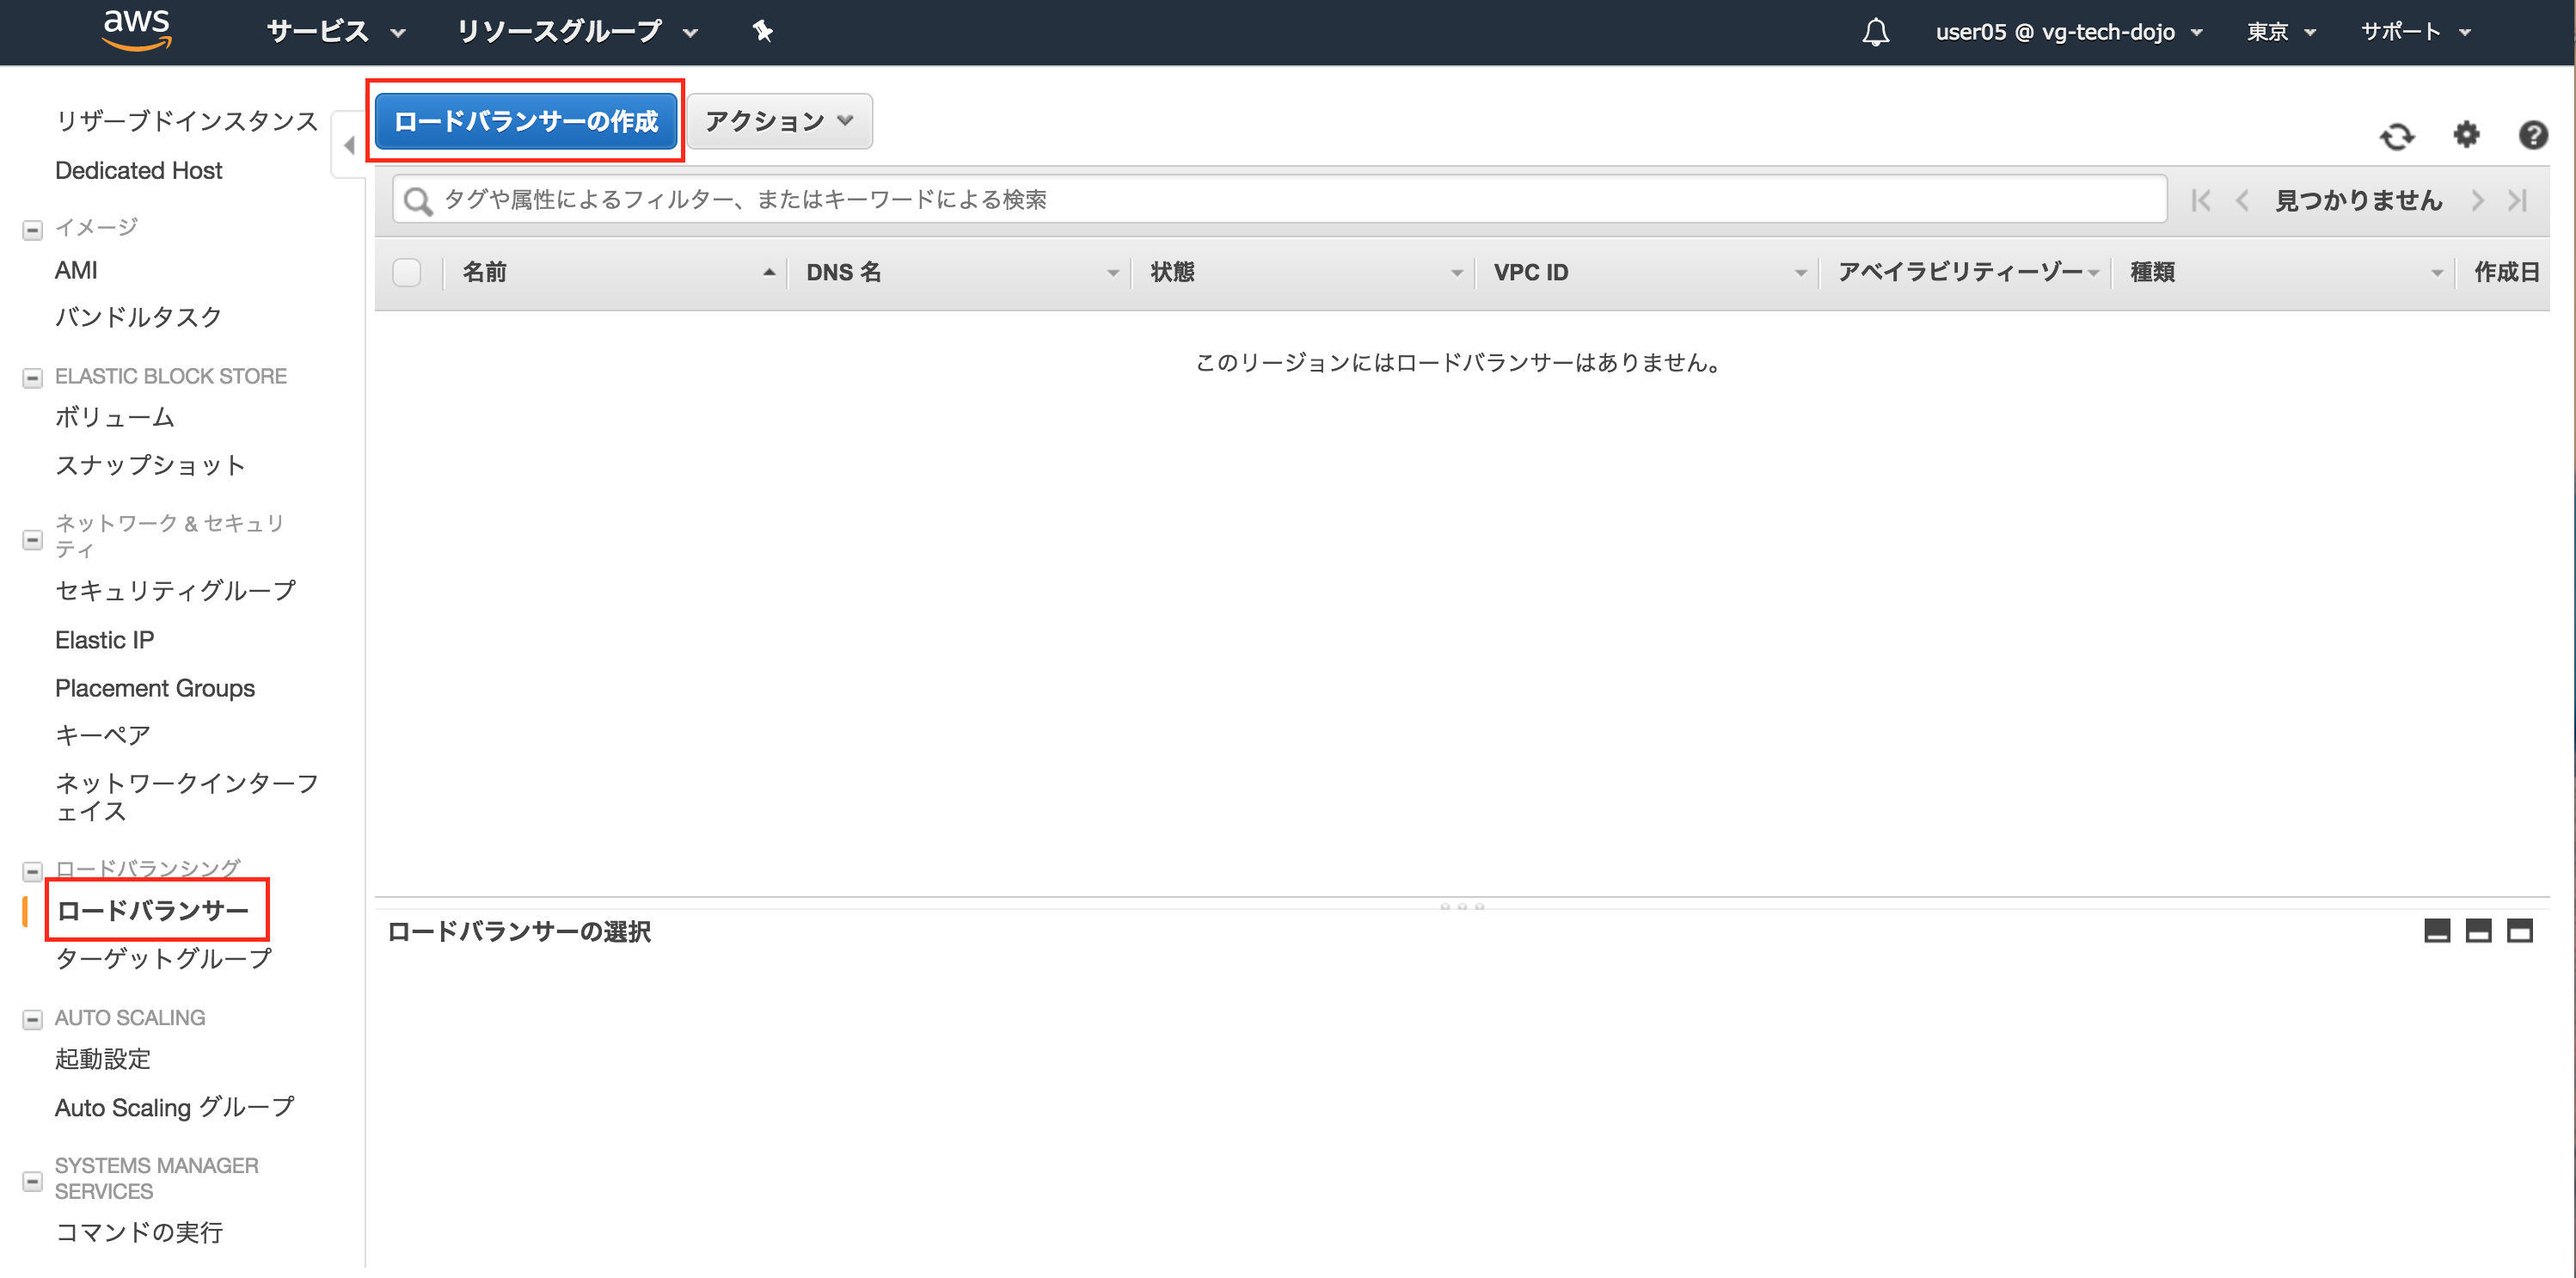 aws
サービス
リソースグループ
user05 @ vg-tech-dojo
東京
サポート
リザーブドインスタンス
Dedicated Host
イメージ
AMI
バンドルタスク
ELASTIC BLOCK STORE
ボリューム
スナップショット
ネットワーク & セキュリ
ティ
セキュリティグループ
Elastic IP
Placement Groups
キーペア
ネットワークインターフ
ェイス
ロードバランシング
ロードバランサー
ターゲットグループ
AUTO SCALING
起動設定
Auto Scaling グループ
SYSTEMS MANAGER
SERVICES
コマンドの実行
ロードバランサーの作成
アクション
タグや属性によるフィルター、またはキーワードによる検索
見つかりません
名前
DNS 名
状態
VPC ID
アベイラビリティーゾー
種類
作成日
このリージョンにはロードバランサーはありません。
ロードバランサーの選択